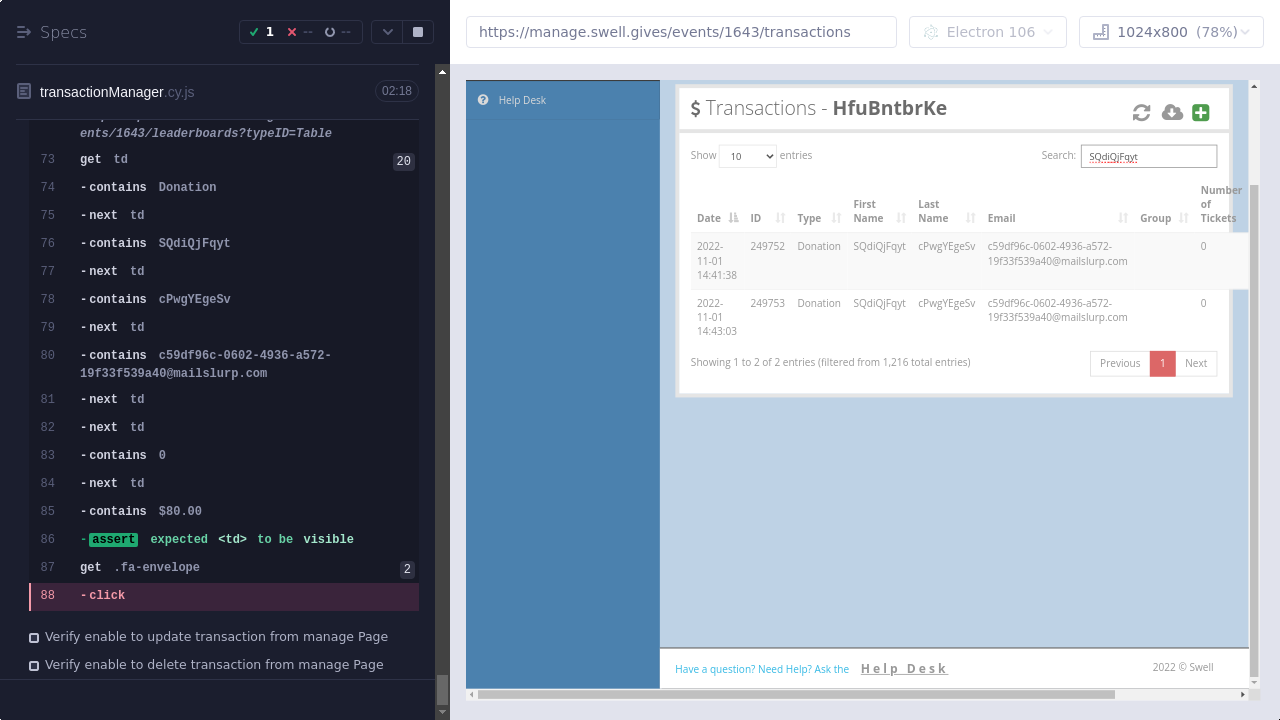 Specs
1
--
--
transactionManager.cy.js
02:18
ents/1643/leaderboards?typeID=Table
73 get td 20
74 -contains Donation
75 -next td
76 -contains SQdiQjFqyt
77 -next td
78 -contains cPwgYEgeSv
79 -next td
80 -contains c59df96c-0602-4936-a572-
19f33f539a40@mailslurp.com
81 -next td
82 -next td
83 -contains 0
84 -next td
85 -contains $80.00
86 -assert expected <td> to be visible
87 get .fa-envelope 2
88 -click
Verify enable to update transaction from manage Page
Verify enable to delete transaction from manage Page
https://manage.swell.gives/events/1643/transactions
Electron 106
1024x800 (78%)
Help Desk
$ Transactions - HfuBntbrKe
Show 10 entries
Search: SQdiQjFqyt
Date ID Type First Name Last Name Email Group Number of Tickets
2022-11-01 14:41:38 249752 Donation SQdiQjFqyt cPwgYEgeSv c59df96c-0602-4936-a572-19f33f539a40@mailslurp.com 0
2022-11-01 14:43:03 249753 Donation SQdiQjFqyt cPwgYEgeSv c59df96c-0602-4936-a572-19f33f539a40@mailslurp.com 0
Showing 1 to 2 of 2 entries (filtered from 1,216 total entries)
Previous 1 Next
Have a question? Need Help? Ask the Help Desk
2022 © Swell